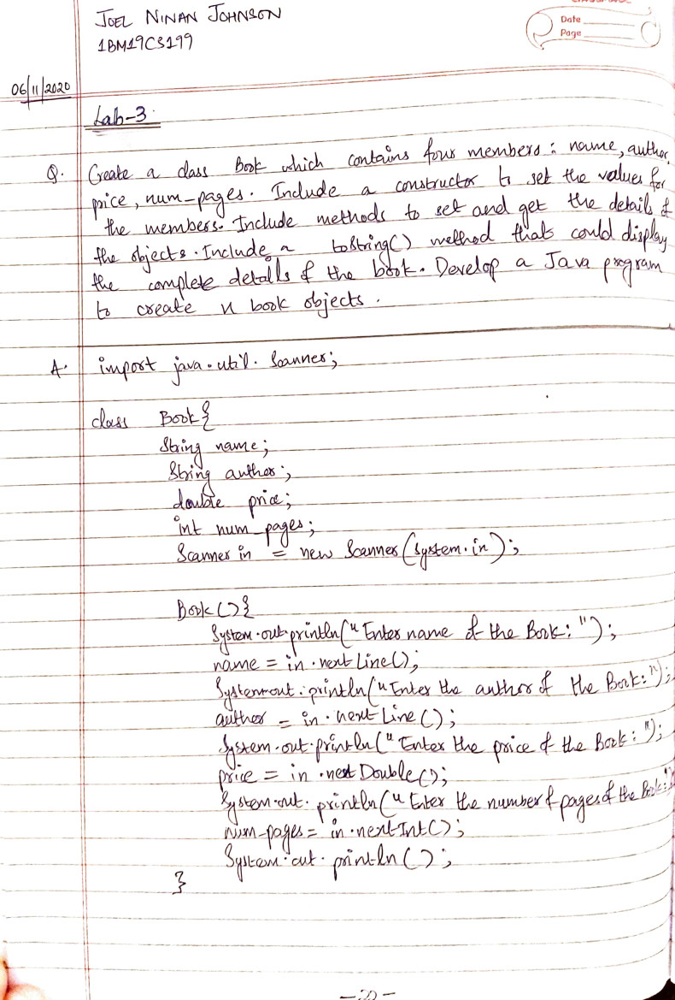 JOEL NINAN JOHNSON
1BM19CS199
Date
Page
06/11/2020
Lab-3.
Q. Create a class Book which contains four members: name, author,
price, num_pages. Include a constructor to set the values for
the members. Include methods to set and get the details of
the objects. Include a toString() method thats could display
the complete details of the book. Develop a Java program
to create n book objects.
A. import java.util.Scanner;
class Book{
String name;
String author;
double price;
int num_pages;
Scanner in = new Scanner(System.in);
Book(){
System.out.println("Enter name of the Book: ");
name = in.nextLine();
System.out.println("Enter the author of the Book: ");
author = in.nextLine();
System.out.println("Enter the price of the Book: ");
price = in.nextDouble();
System.out.println("Enter the number of pages of the Book: ")
num_pages = in.nextInt();
System.out.println();
}